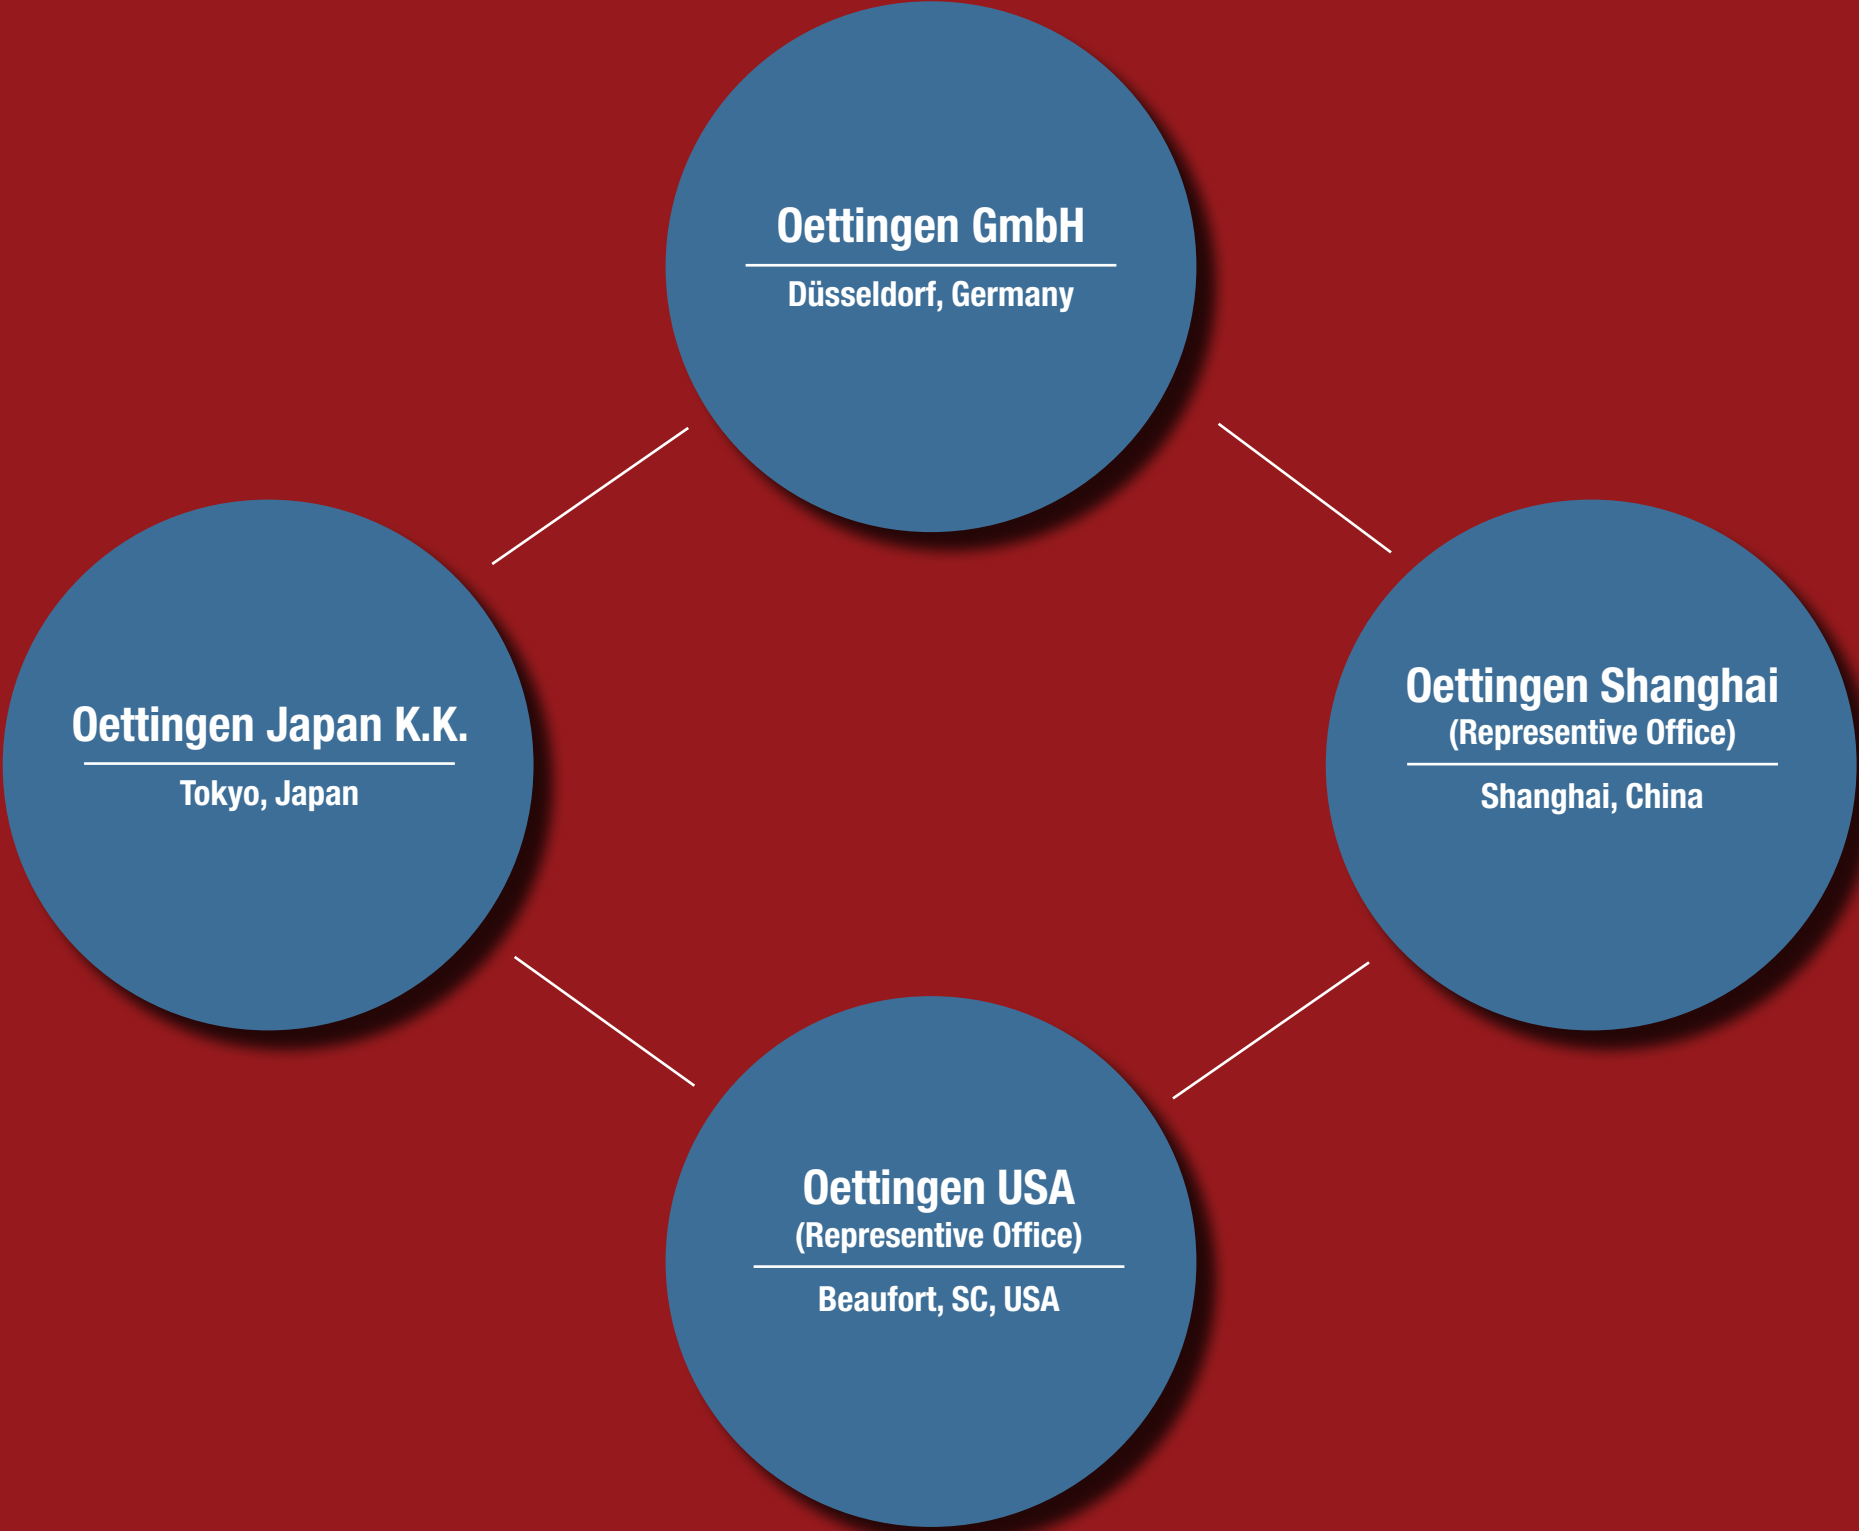 Oettingen GmbH
Düsseldorf, Germany
Oettingen Japan K.K.
Tokyo, Japan
Oettingen Shanghai
(Representive Office)
Shanghai, China
Oettingen USA
(Representive Office)
Beaufort, SC, USA